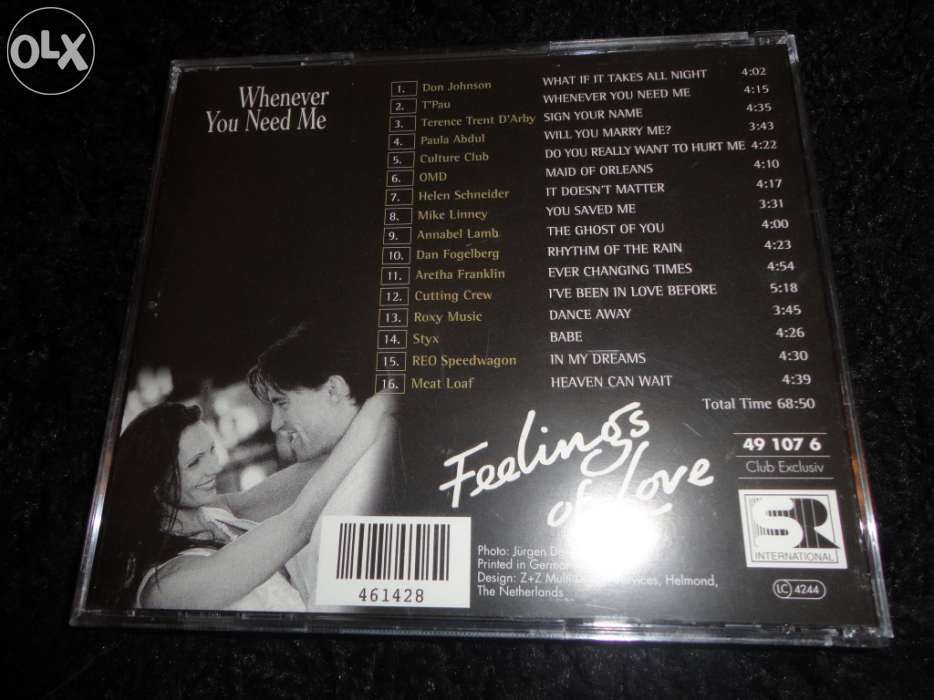 OLX
Whenever
You Need Me
1. Don Johnson WHAT IF IT TAKES ALL NIGHT 4:02
2. T'Pau WHENEVER YOU NEED ME 4:15
3. Terence Trent D'Arby SIGN YOUR NAME 4:35
4. Paula Abdul WILL YOU MARRY ME? 3:43
5. Culture Club DO YOU REALLY WANT TO HURT ME 4:22
6. OMD MAID OF ORLEANS 4:10
7. Helen Schneider IT DOESN'T MATTER 4:17
8. Mike Linney YOU SAVED ME 3:31
9. Annabel Lamb THE GHOST OF YOU 4:00
10. Dan Fogelberg RHYTHM OF THE RAIN 4:23
11. Aretha Franklin EVER CHANGING TIMES 4:54
12. Cutting Crew I'VE BEEN IN LOVE BEFORE 5:18
13. Roxy Music DANCE AWAY 3:45
14. Styx BABE 4:26
15. REO Speedwagon IN MY DREAMS 4:30
16. Meat Loaf HEAVEN CAN WAIT 4:39
Total Time 68:50
Feelings
of Love
49 107 6
Club Exclusiv
SR
INTERNATIONAL
LC 4244
461428
Photo: Jürgen
Printed in
Design: Z+Z Helmond,
The Netherlands